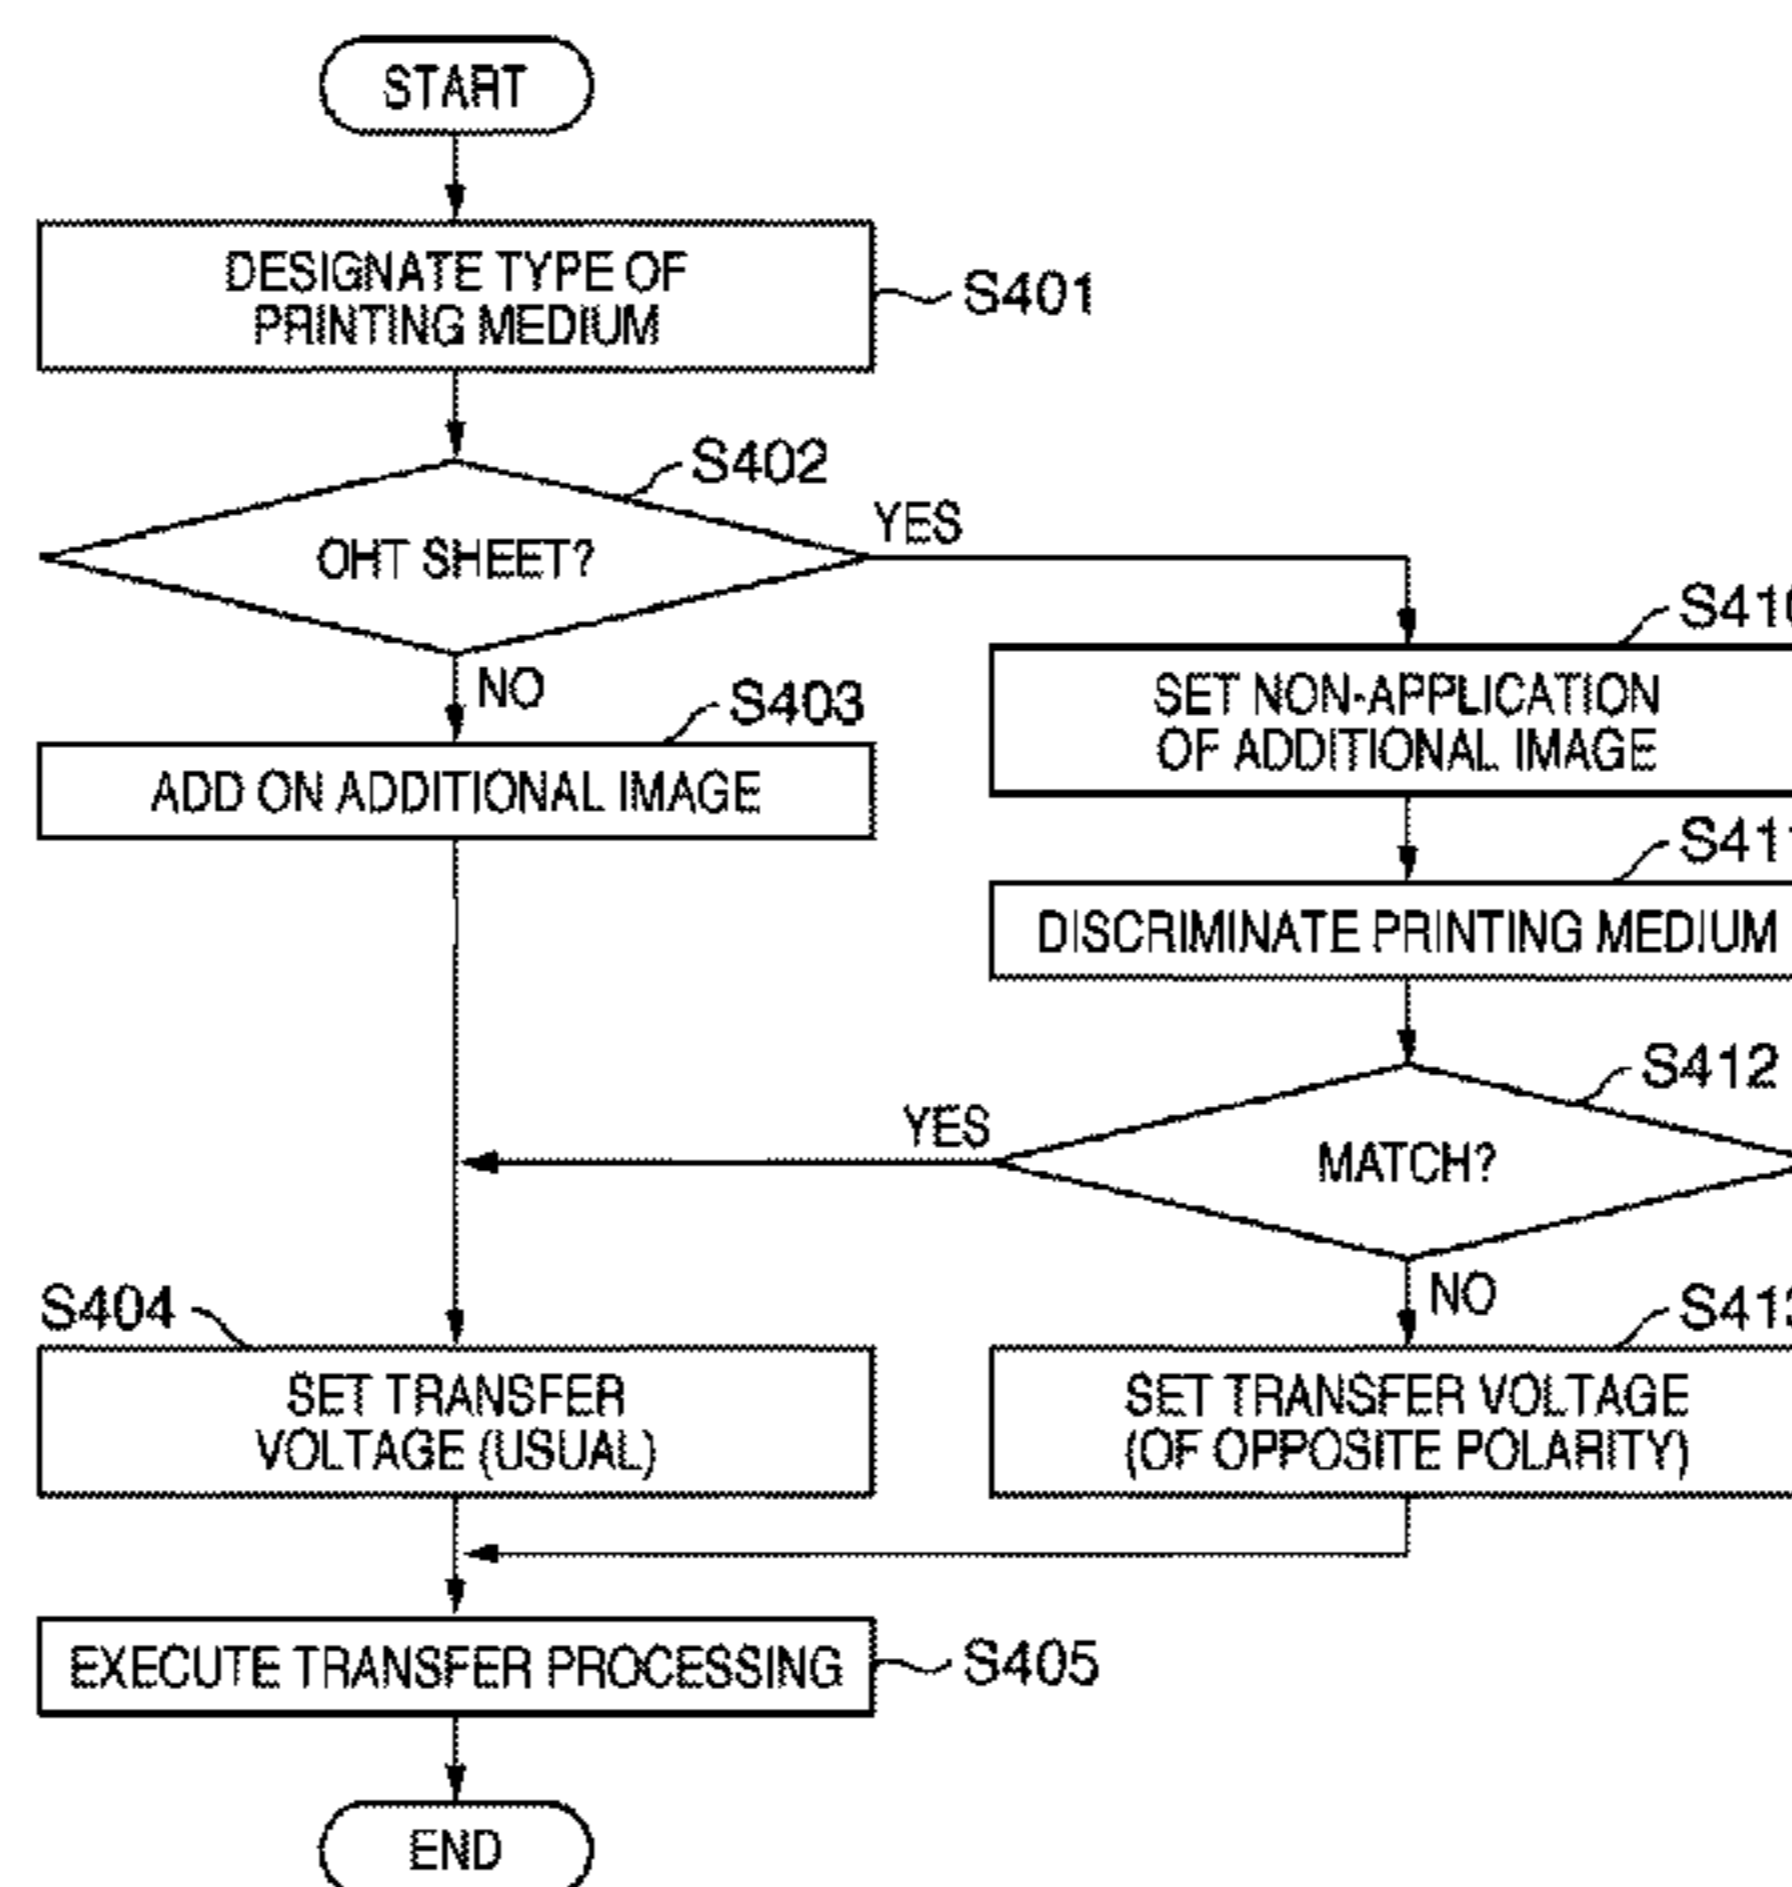 START
DESIGNATE TYPE OF
PRINTING MEDIUM
S401
S402
OHT SHEET?
YES
NO
S403
ADD ON ADDITIONAL IMAGE
SET NON-APPLICATION
OF ADDITIONAL IMAGE
DISCRIMINATE PRINTING MEDIUM
S412
MATCH?
YES
NO
S404
SET TRANSFER
VOLTAGE (USUAL)
SET TRANSFER VOLTAGE
(OF OPPOSITE POLARITY)
EXECUTE TRANSFER PROCESSING
S405
END